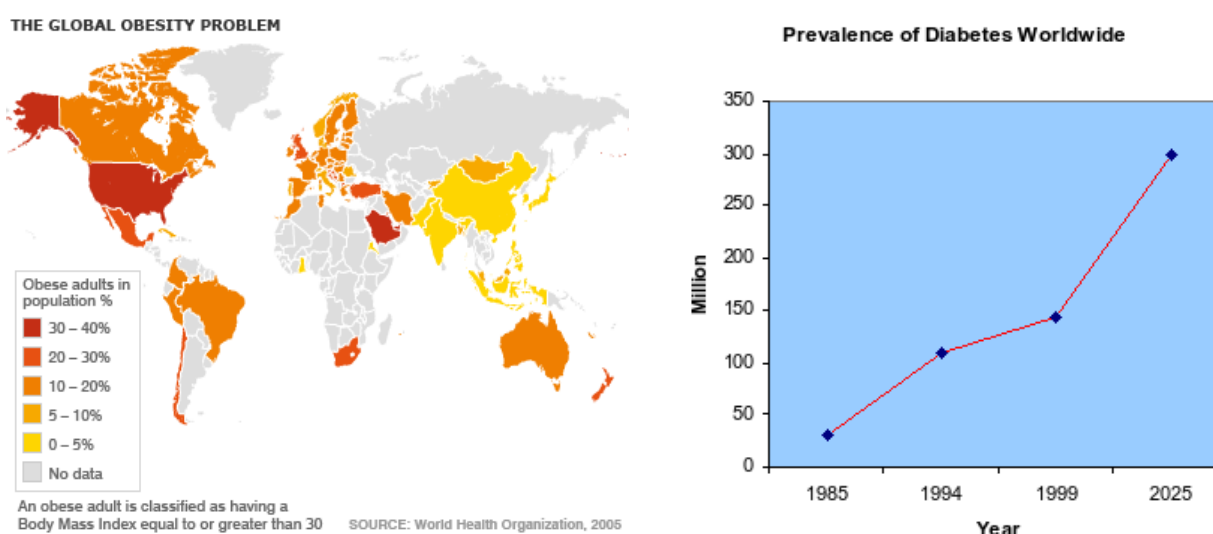 THE GLOBAL OBESITY PROBLEM
Obese adults in
population %
30 – 40%
20 – 30%
10 – 20%
5 – 10%
0 – 5%
No data
An obese adult is classified as having a
Body Mass Index equal to or greater than 30
SOURCE: World Health Organization, 2005
Prevalence of Diabetes Worldwide
350
300
250
200
150
100
50
0
Million
1985 1994 1999 2025
Year